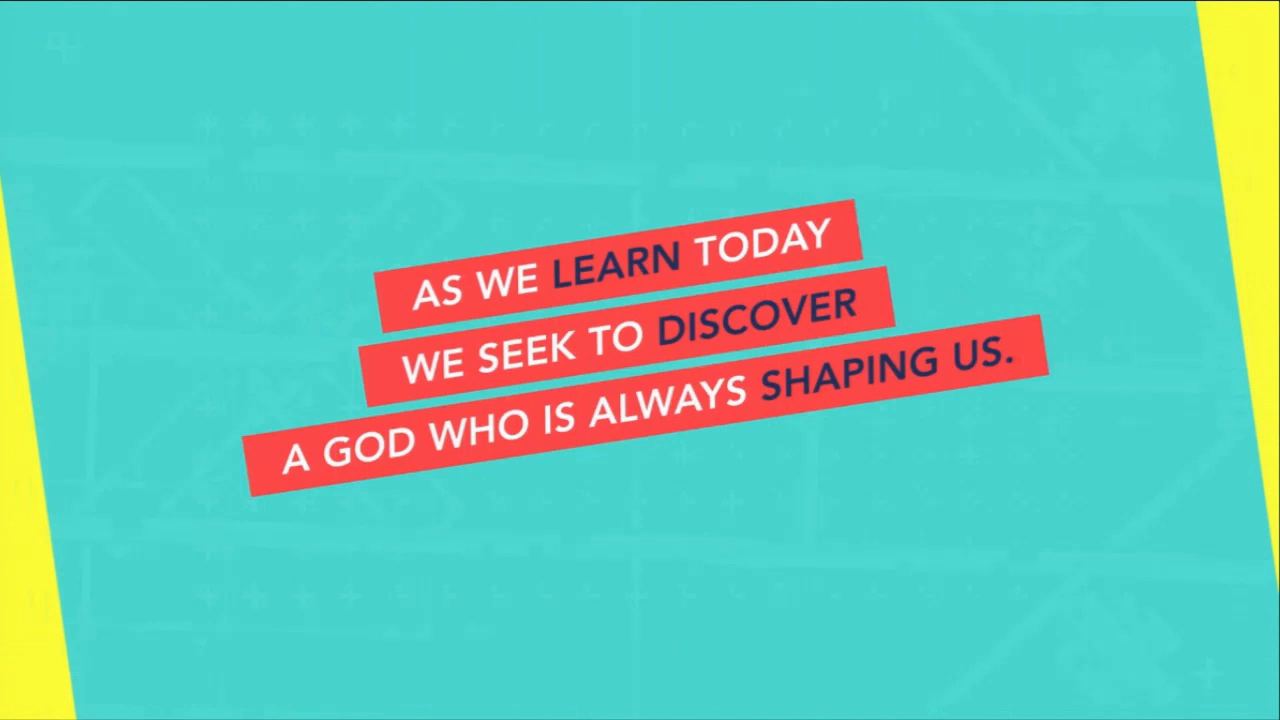 AS WE LEARN TODAY
WE SEEK TO DISCOVER
A GOD WHO IS ALWAYS SHAPING US.